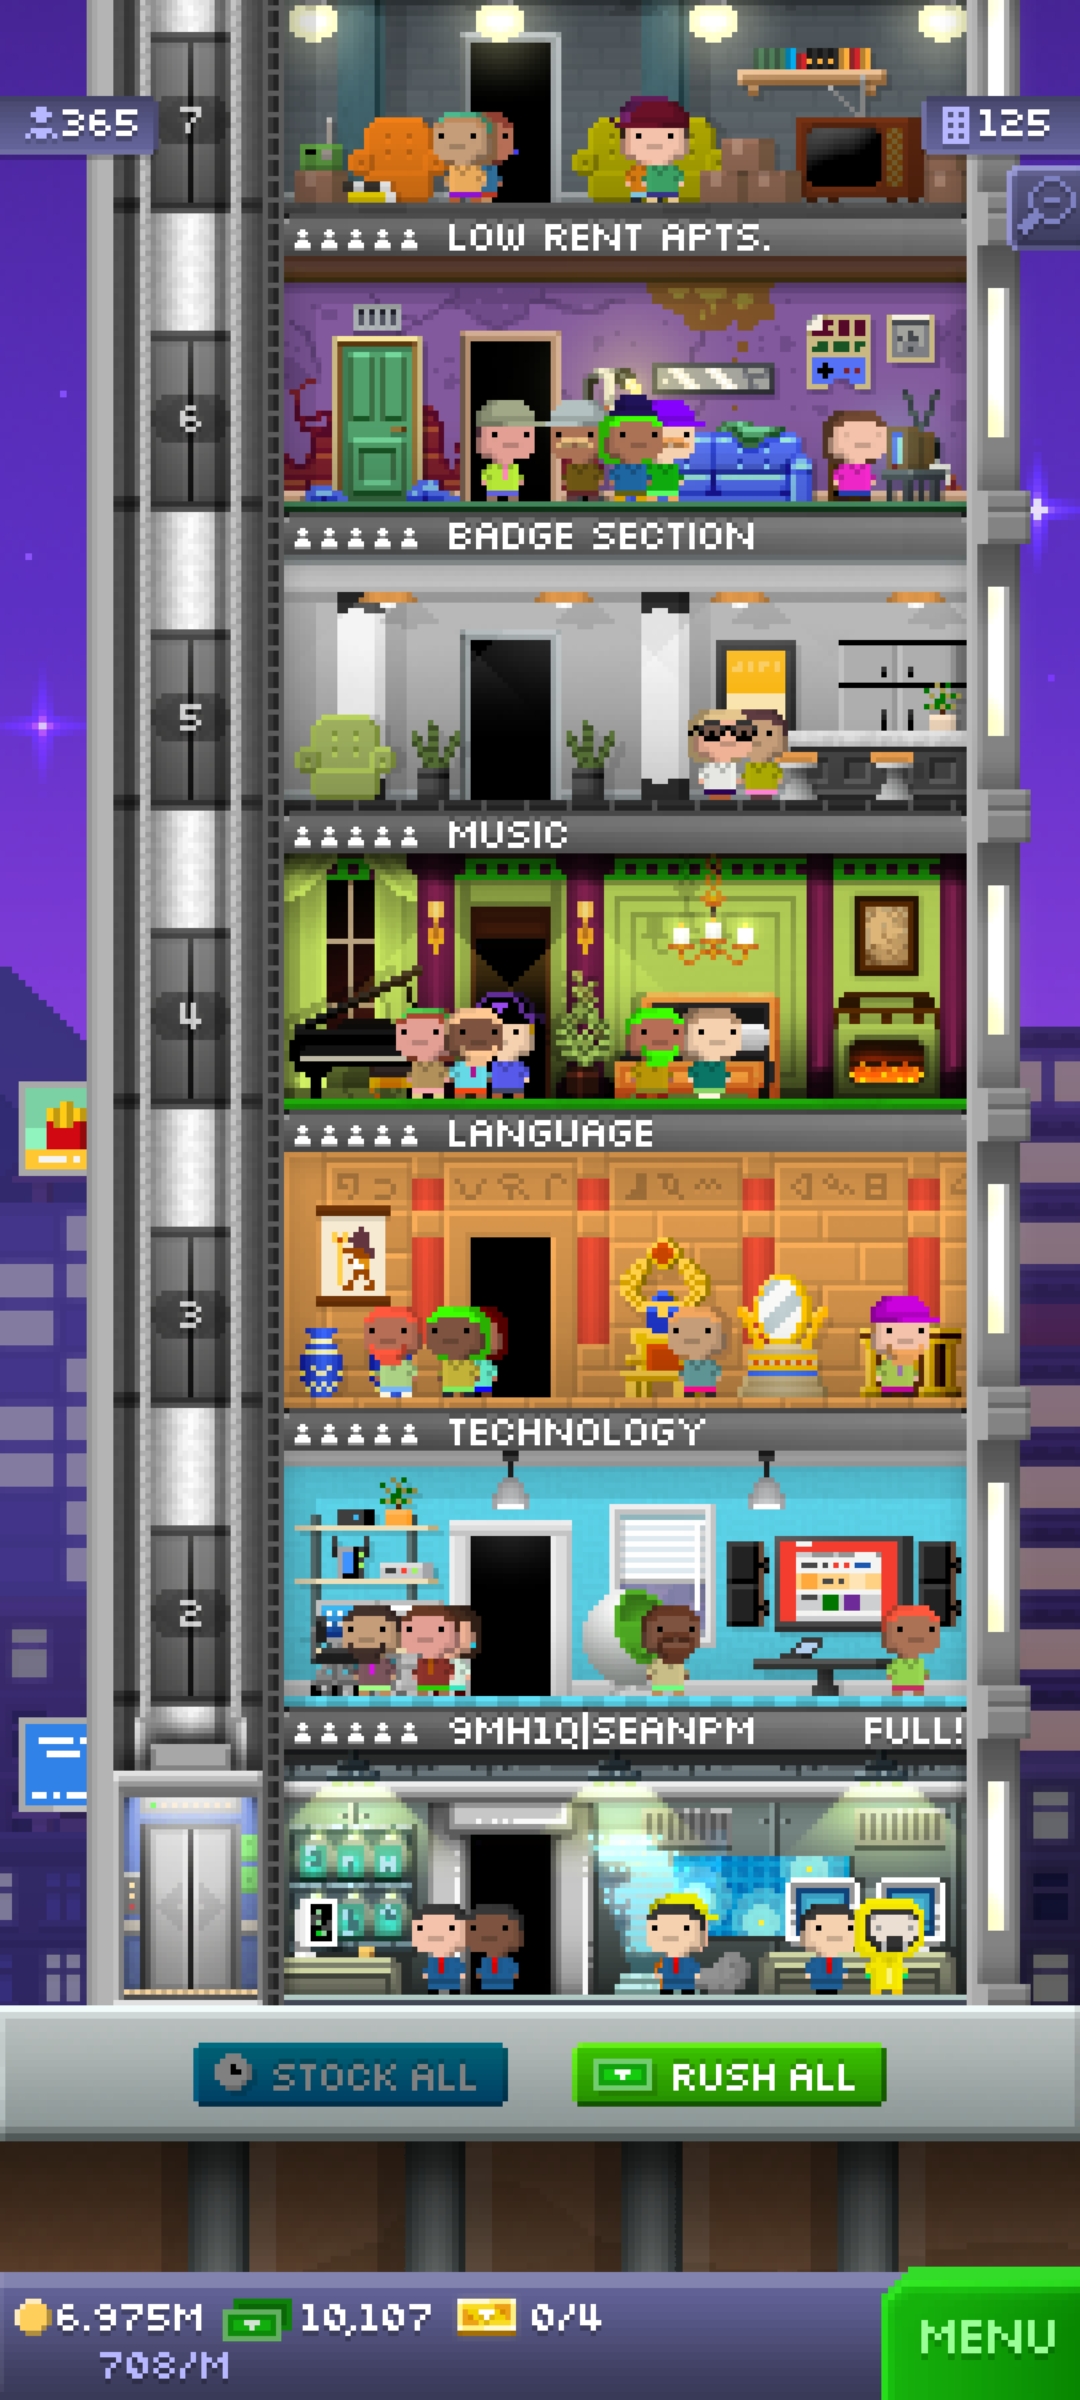 365
7
125
LOW RENT APTS.
6
BADGE SECTION
5
MUSIC
4
LANGUAGE
3
TECHNOLOGY
2
9MH1Q|SEANPM FULL!
STOCK ALL
RUSH ALL
6.975M 10,107 0/4
708/M
MENU